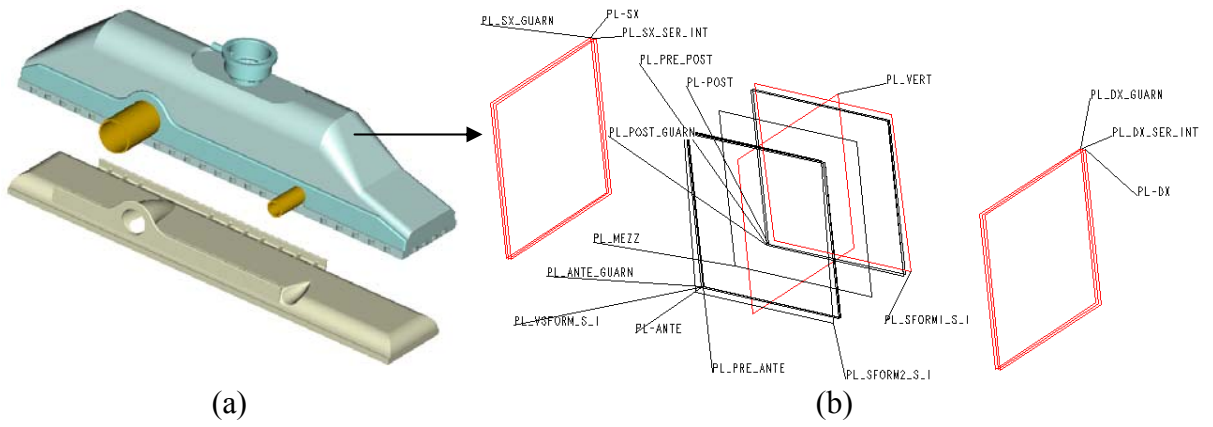 PL-SX
PL_SX_GUARN
PL_SX_SER_INT
PL_PRE_POST
PL-POST
PL_VERT
PL_DX_GUARN
PL_POST_GUARN
PL_DX_SER_INT
PL-DX
PL_MEZZ
PL_ANTE_GUARN
PL_VSFORM_S_I
PL-ANTE
PL_SFORM1_S_I
PL_PRE_ANTE
PL_SFORM2_S_I
(a)
(b)